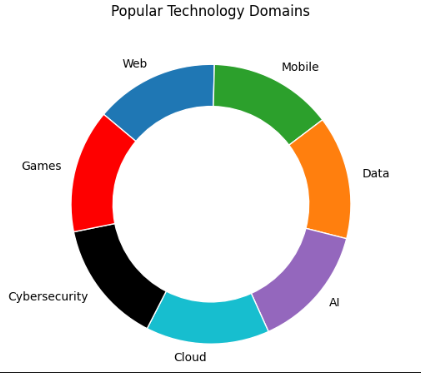 Popular Technology Domains
Web
Mobile
Games
Data
Cybersecurity
AI
Cloud